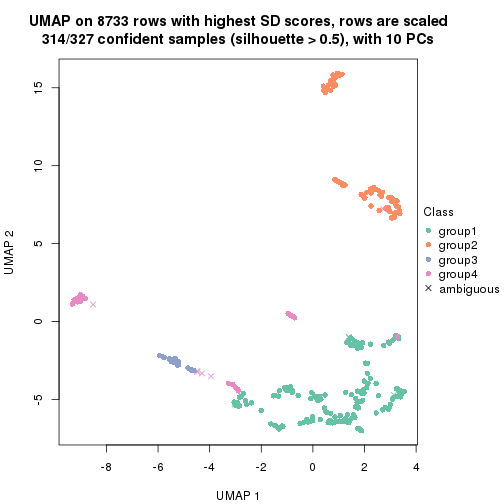 UMAP on 8733 rows with highest SD scores, rows are scaled
314/327 confident samples (silhouette > 0.5), with 10 PCs
15
10
5
0
-5
UMAP 2
-8
-6
-4
-2
0
2
4
UMAP 1
Class
group1
group2
group3
group4
ambiguous